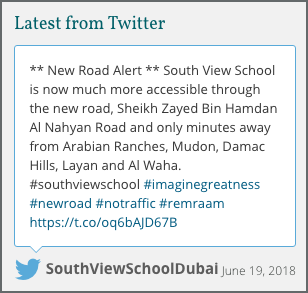 Latest from Twitter
** New Road Alert ** South View School
is now much more accessible through
the new road, Sheikh Zayed Bin Hamdan
Al Nahyan Road and only minutes away
from Arabian Ranches, Mudon, Damac
Hills, Layan and Al Waha.
#southviewschool #imaginegreatness
#newroad #notraffic #remraam
https://t.co/oq6bAJD67B
SouthViewSchoolDubai June 19, 2018